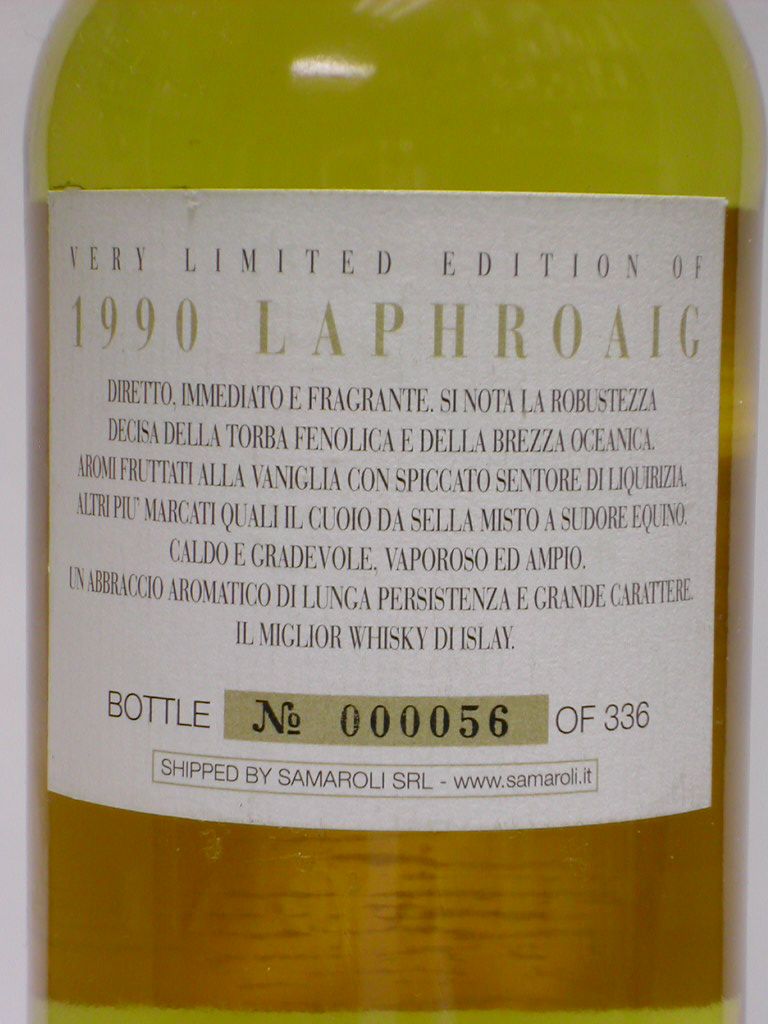 VERY LIMITED EDITION OF
1990 LAPHROAIG
DIRETTO, IMMEDIATO E FRAGRANTE. SI NOTA LA ROBUSTEZZA
DECISA DELLA TORBA FENOLICA E DELLA BREZZA OCEANICA.
AROMI FRUTTATI ALLA VANIGLIA CON SPICCATO SENTORE DI LIQUIRIZIA.
ALTRI PIU' MARCATI QUALI IL CUOIO DA SELLA MISTO A SUDORE EQUINO.
CALDO E GRADEVOLE, VAPOROSO ED AMPIO.
UN ABBRACCIO AROMATICO DI LUNGA PERSISTENZA E GRANDE CARATTERE.
IL MIGLIOR WHISKY DI ISLAY.
BOTTLE № 000056 OF 336
SHIPPED BY SAMAROLI SRL - www.samaroli.it